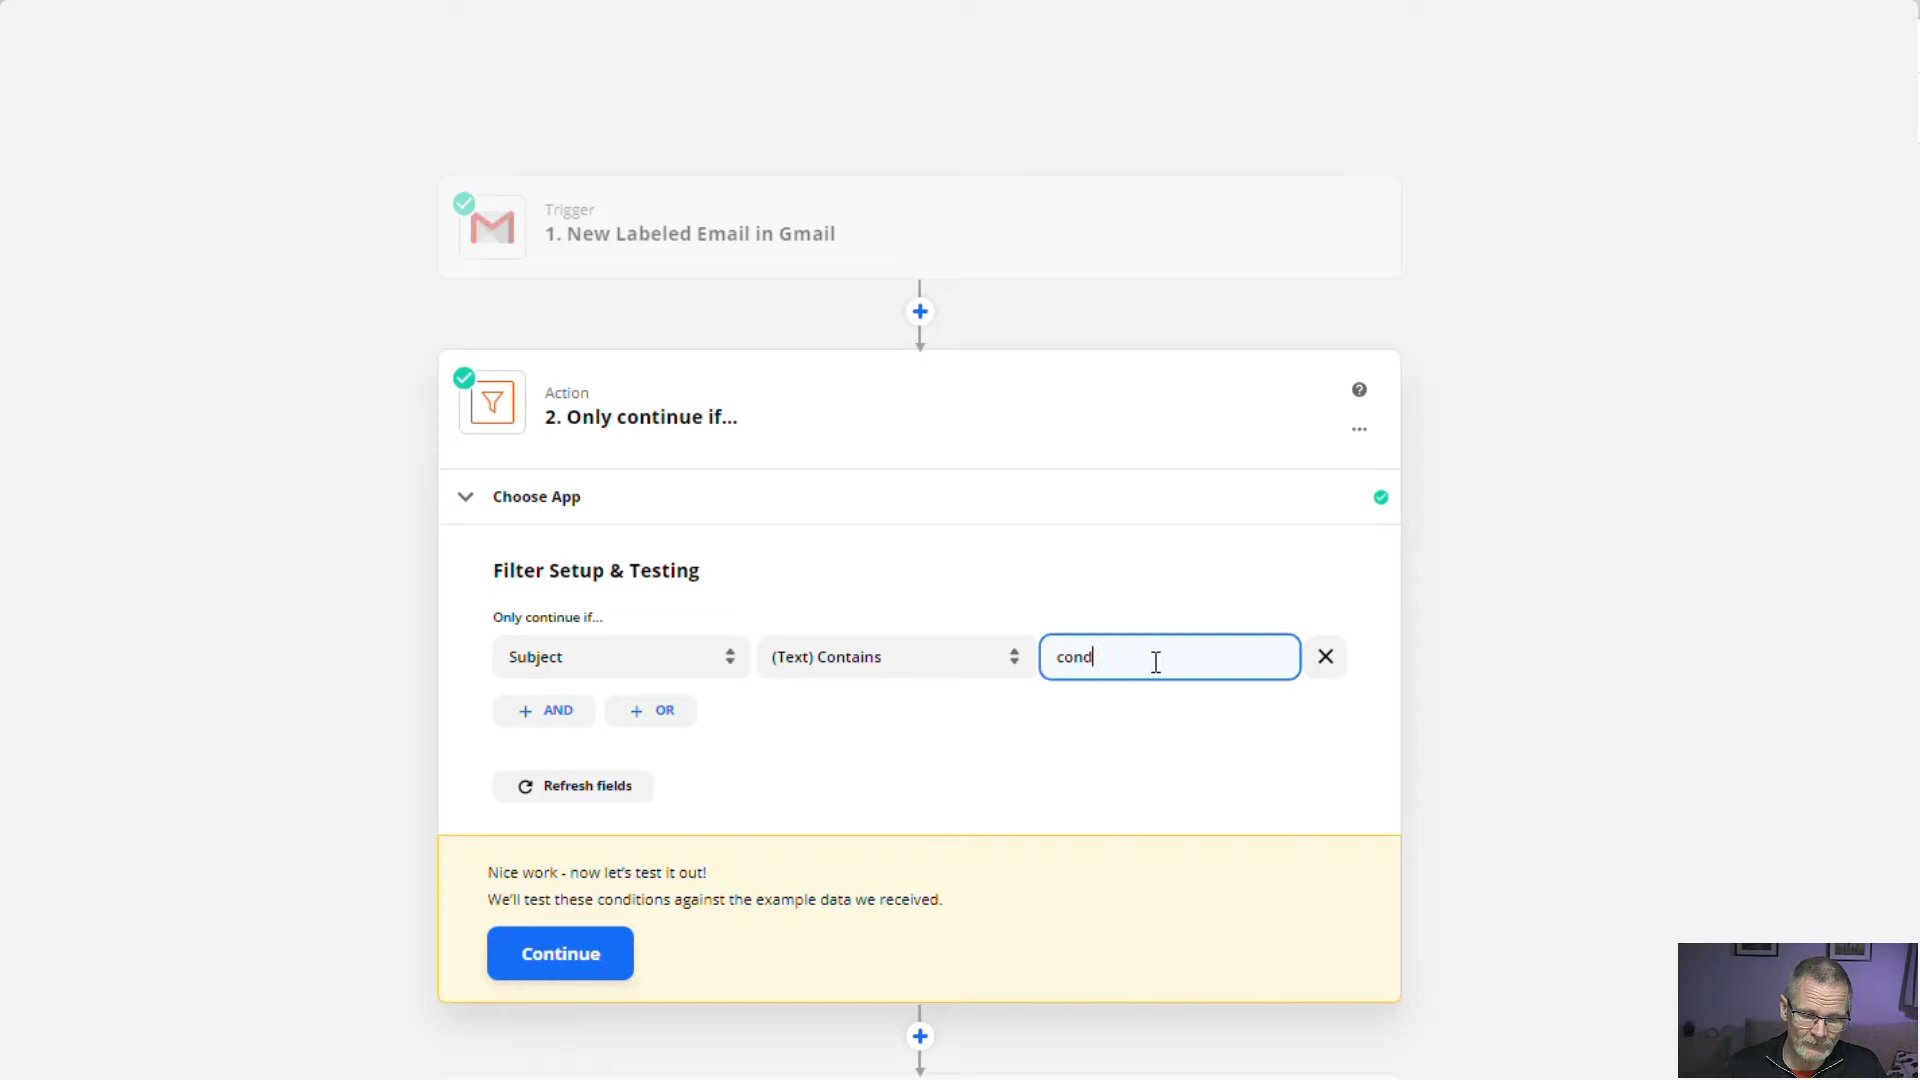 Trigger
1. New Labeled Email in Gmail
Action
2. Only continue if...
Choose App
Filter Setup & Testing
Only continue if...
Subject
(Text) Contains
cond
AND
OR
Refresh fields
Nice work - now let's test it out!
We'll test these conditions against the example data we received.
Continue